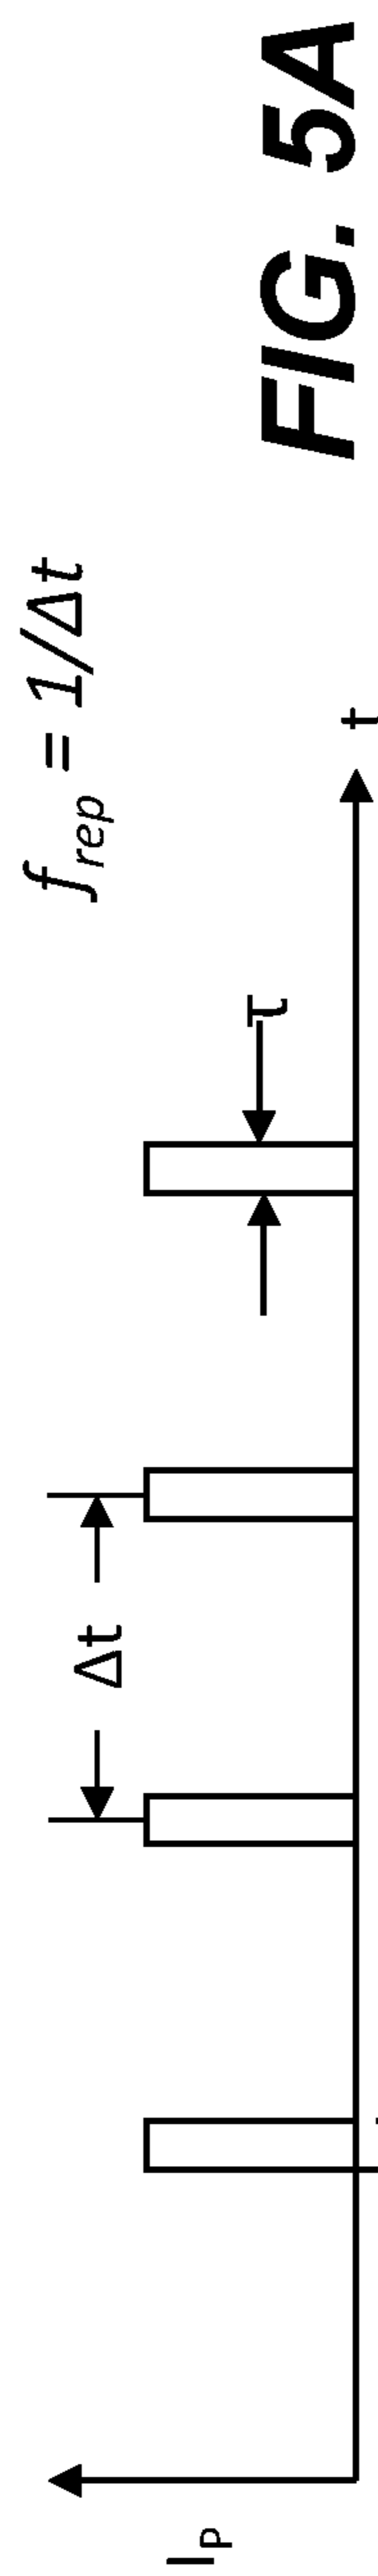 f_rep = 1/Δt
Δt
τ
I_P
t
FIG. 5A